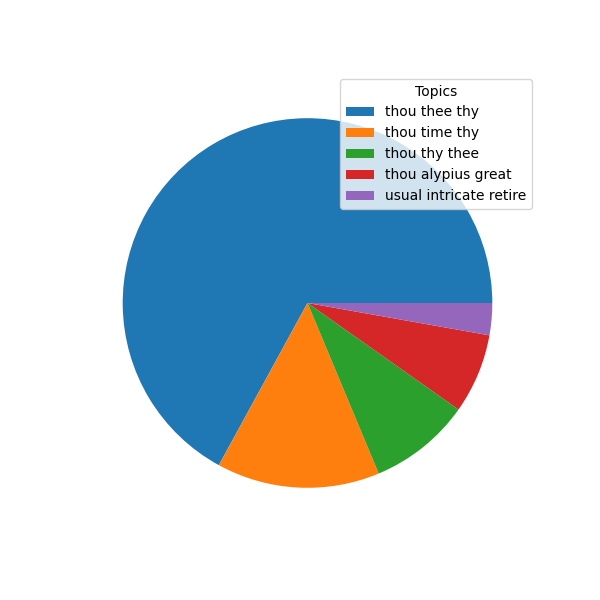 Topics
thou thee thy
thou time thy
thou thy thee
thou alypius great
usual intricate retire